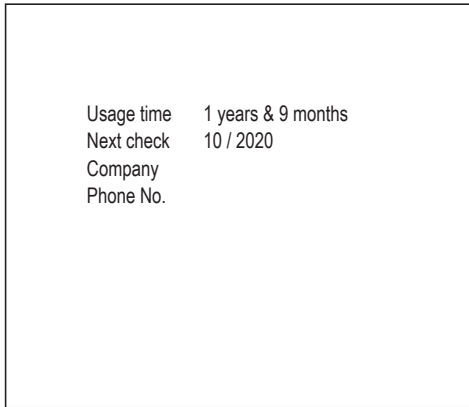 Usage time 1 years & 9 months
Next check 10 / 2020
Company
Phone No.